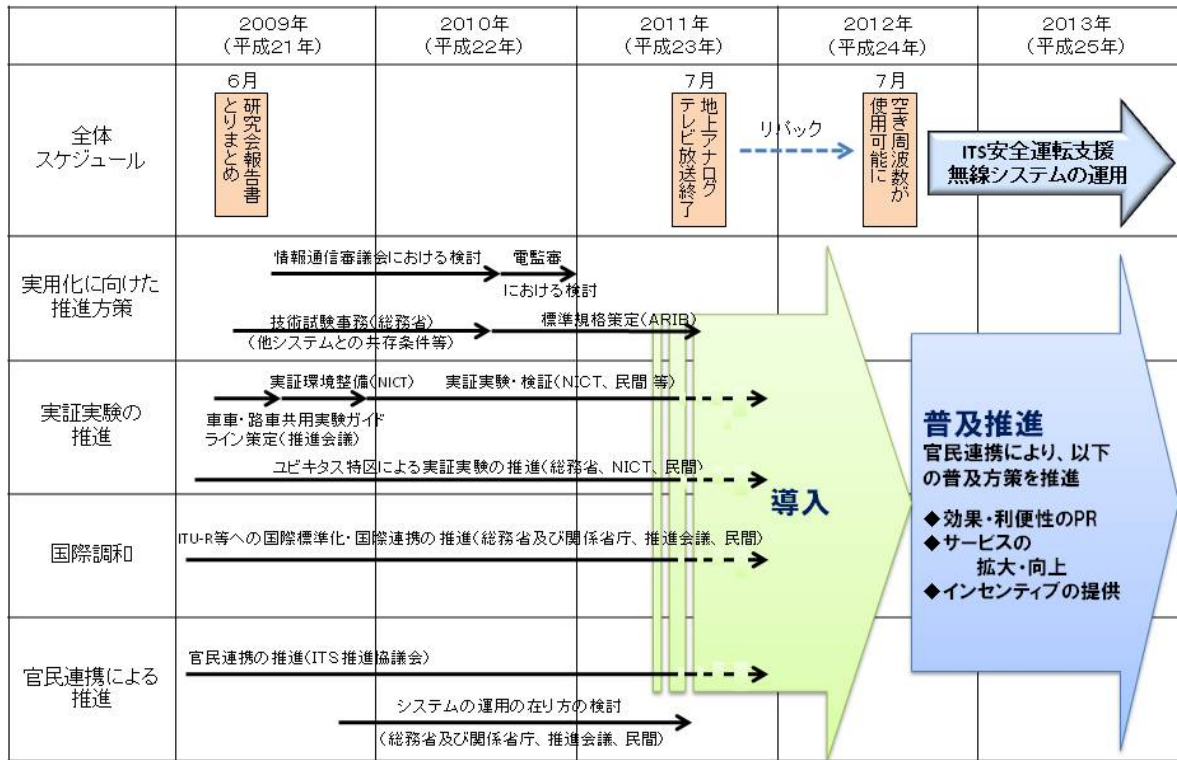 2009年
(平成21年)
2010年
(平成22年)
2011年
(平成23年)
2012年
(平成24年)
2013年
(平成25年)
全体
スケジュール
6月
研究会報告書
とりまとめ
7月
地上アナログ
テレビ放送終了
リパック
7月
空き周波数が
使用可能に
ITS安全運転支援
無線システムの運用
実用化に向けた
推進方策
情報通信審議会における検討
電監審
における検討
技術試験事務(総務省)
(他システムとの共存条件等)
標準規格策定(ARIB)
実証実験の
推進
実証環境整備(NICT)
実証実験・検証(NICT、民間 等)
車車・路車共用実験ガイド
ライン策定(推進会議)
ユビキタス特区による実証実験の推進(総務省、NICT、民間)
国際調和
ITU-R等への国際標準化・国際連携の推進(総務省及び関係省庁、推進会議、民間)
官民連携による
推進
官民連携の推進(ITS推進協議会)
システムの運用の在り方の検討
(総務省及び関係省庁、推進会議、民間)
導入
普及推進
官民連携により、以下
の普及方策を推進
◆効果・利便性のPR
◆サービスの
拡大・向上
◆インセンティブの提供